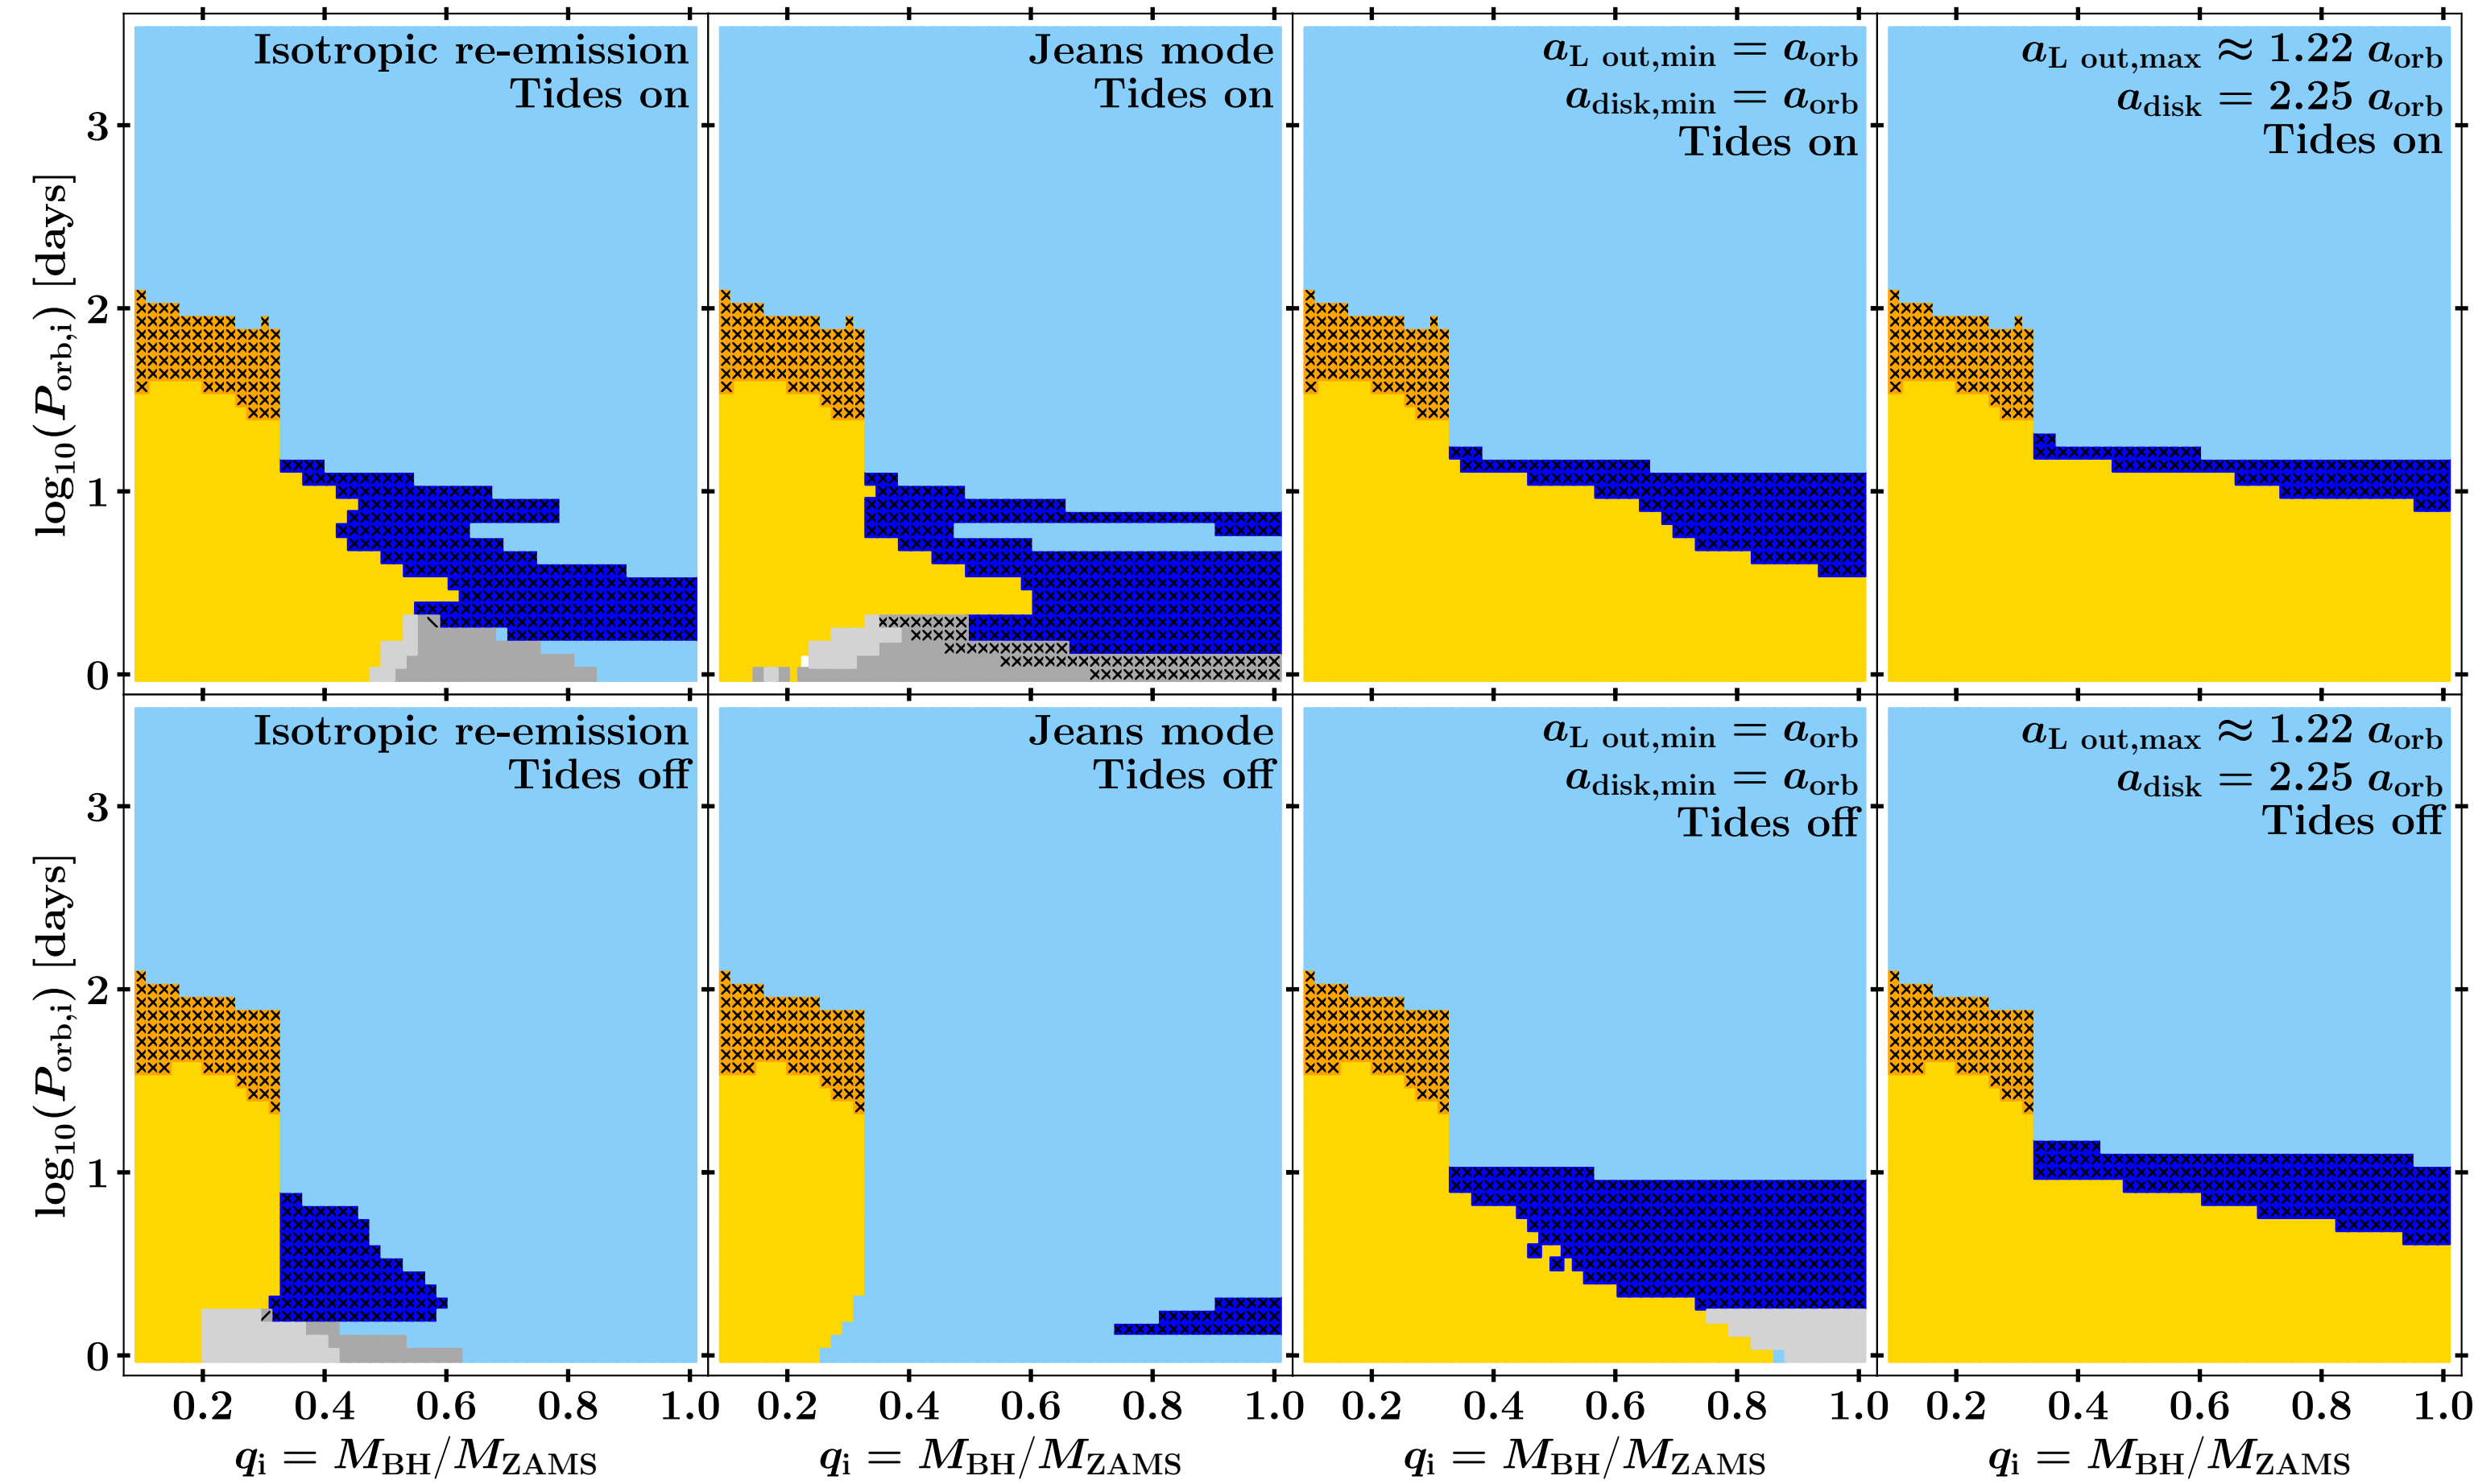 Isotropic re-emission
Tides on
Jeans mode
Tides on
a_L out,min = a_orb
a_disk,min = a_orb
Tides on
a_L out,max ≈ 1.22 a_orb
a_disk = 2.25 a_orb
Tides on
log₁₀(P_orb,i) [days]
3
2
1
0
Isotropic re-emission
Tides off
Jeans mode
Tides off
a_L out,min = a_orb
a_disk,min = a_orb
Tides off
a_L out,max ≈ 1.22 a_orb
a_disk = 2.25 a_orb
Tides off
log₁₀(P_orb,i) [days]
3
2
1
0
0.2 0.4 0.6 0.8 1.0 0.2 0.4 0.6 0.8 1.0 0.2 0.4 0.6 0.8 1.0 0.2 0.4 0.6 0.8 1.0
q_i = M_BH/M_ZAMS q_i = M_BH/M_ZAMS q_i = M_BH/M_ZAMS q_i = M_BH/M_ZAMS